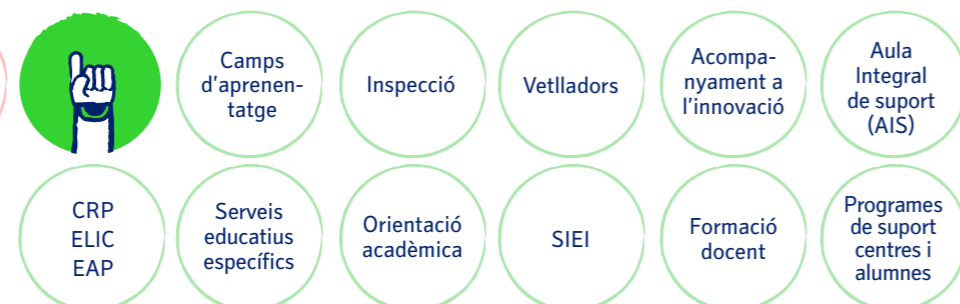 Camps
d'aprenen-
tatge
Inspecció
Vetlladors
Acompa-
nyament a
l'innovació
Aula
Integral
de suport
(AIS)
CRP
ELIC
EAP
Serveis
educatius
específics
Orientació
acadèmica
SIEI
Formació
docent
Programes
de suport
centres i
alumnes